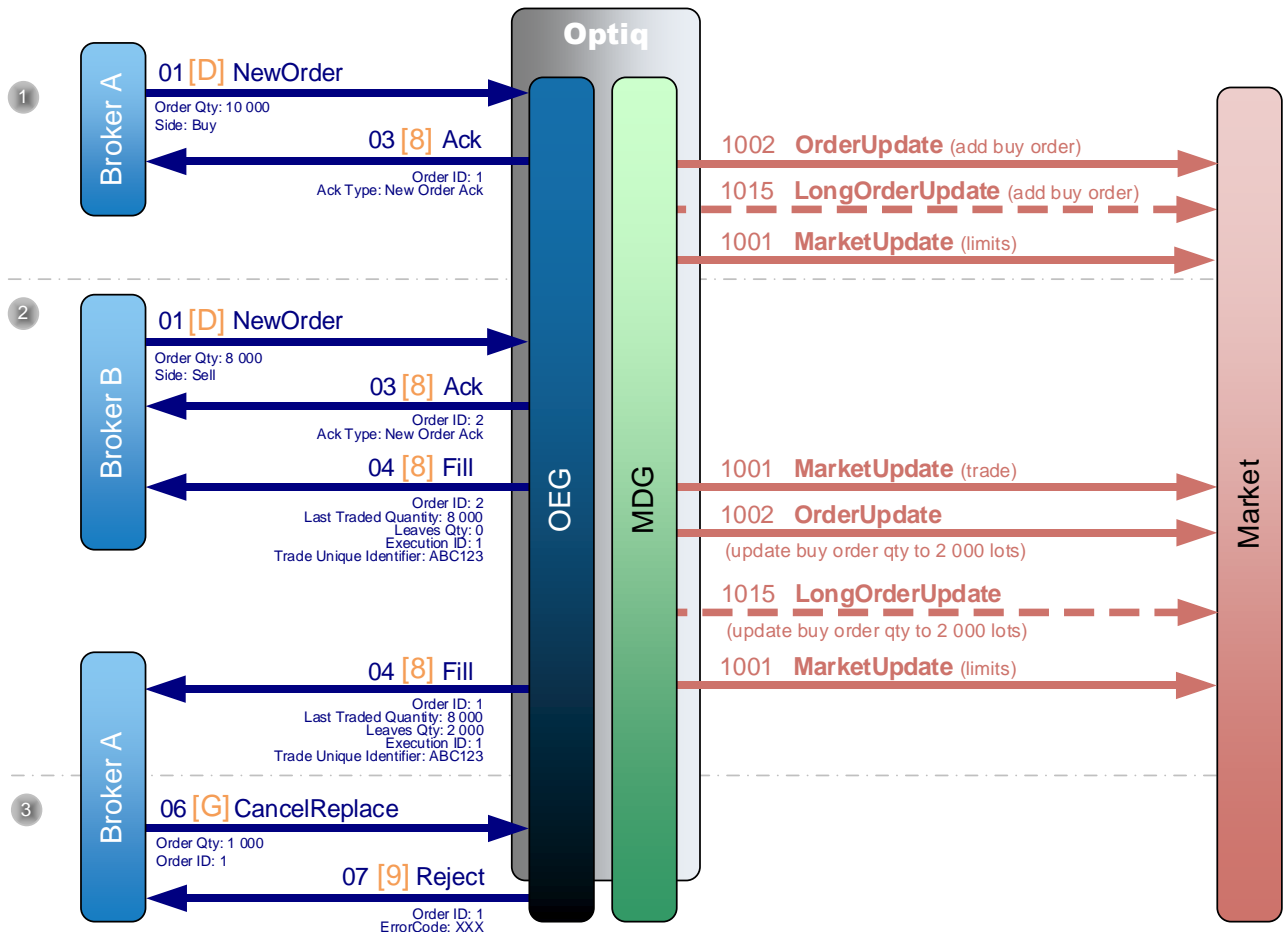 Optiq
1
Broker A
01 [D] NewOrder
Order Qty: 10 000
Side: Buy
03 [8] Ack
Order ID: 1
Ack Type: New Order Ack
1002 OrderUpdate (add buy order)
1015 LongOrderUpdate (add buy order)
1001 MarketUpdate (limits)
OEG
MDG
Market
2
Broker B
01 [D] NewOrder
Order Qty: 8 000
Side: Sell
03 [8] Ack
Order ID: 2
Ack Type: New Order Ack
04 [8] Fill
Order ID: 2
Last Traded Quantity: 8 000
Leaves Qty: 0
Execution ID: 1
Trade Unique Identifier: ABC123
1001 MarketUpdate (trade)
1002 OrderUpdate
(update buy order qty to 2 000 lots)
1015 LongOrderUpdate
(update buy order qty to 2 000 lots)
1001 MarketUpdate (limits)
Broker A
04 [8] Fill
Order ID: 1
Last Traded Quantity: 8 000
Leaves Qty: 2 000
Execution ID: 1
Trade Unique Identifier: ABC123
3
06 [G] CancelReplace
Order Qty: 1 000
Order ID: 1
07 [9] Reject
Order ID: 1
ErrorCode: XXX